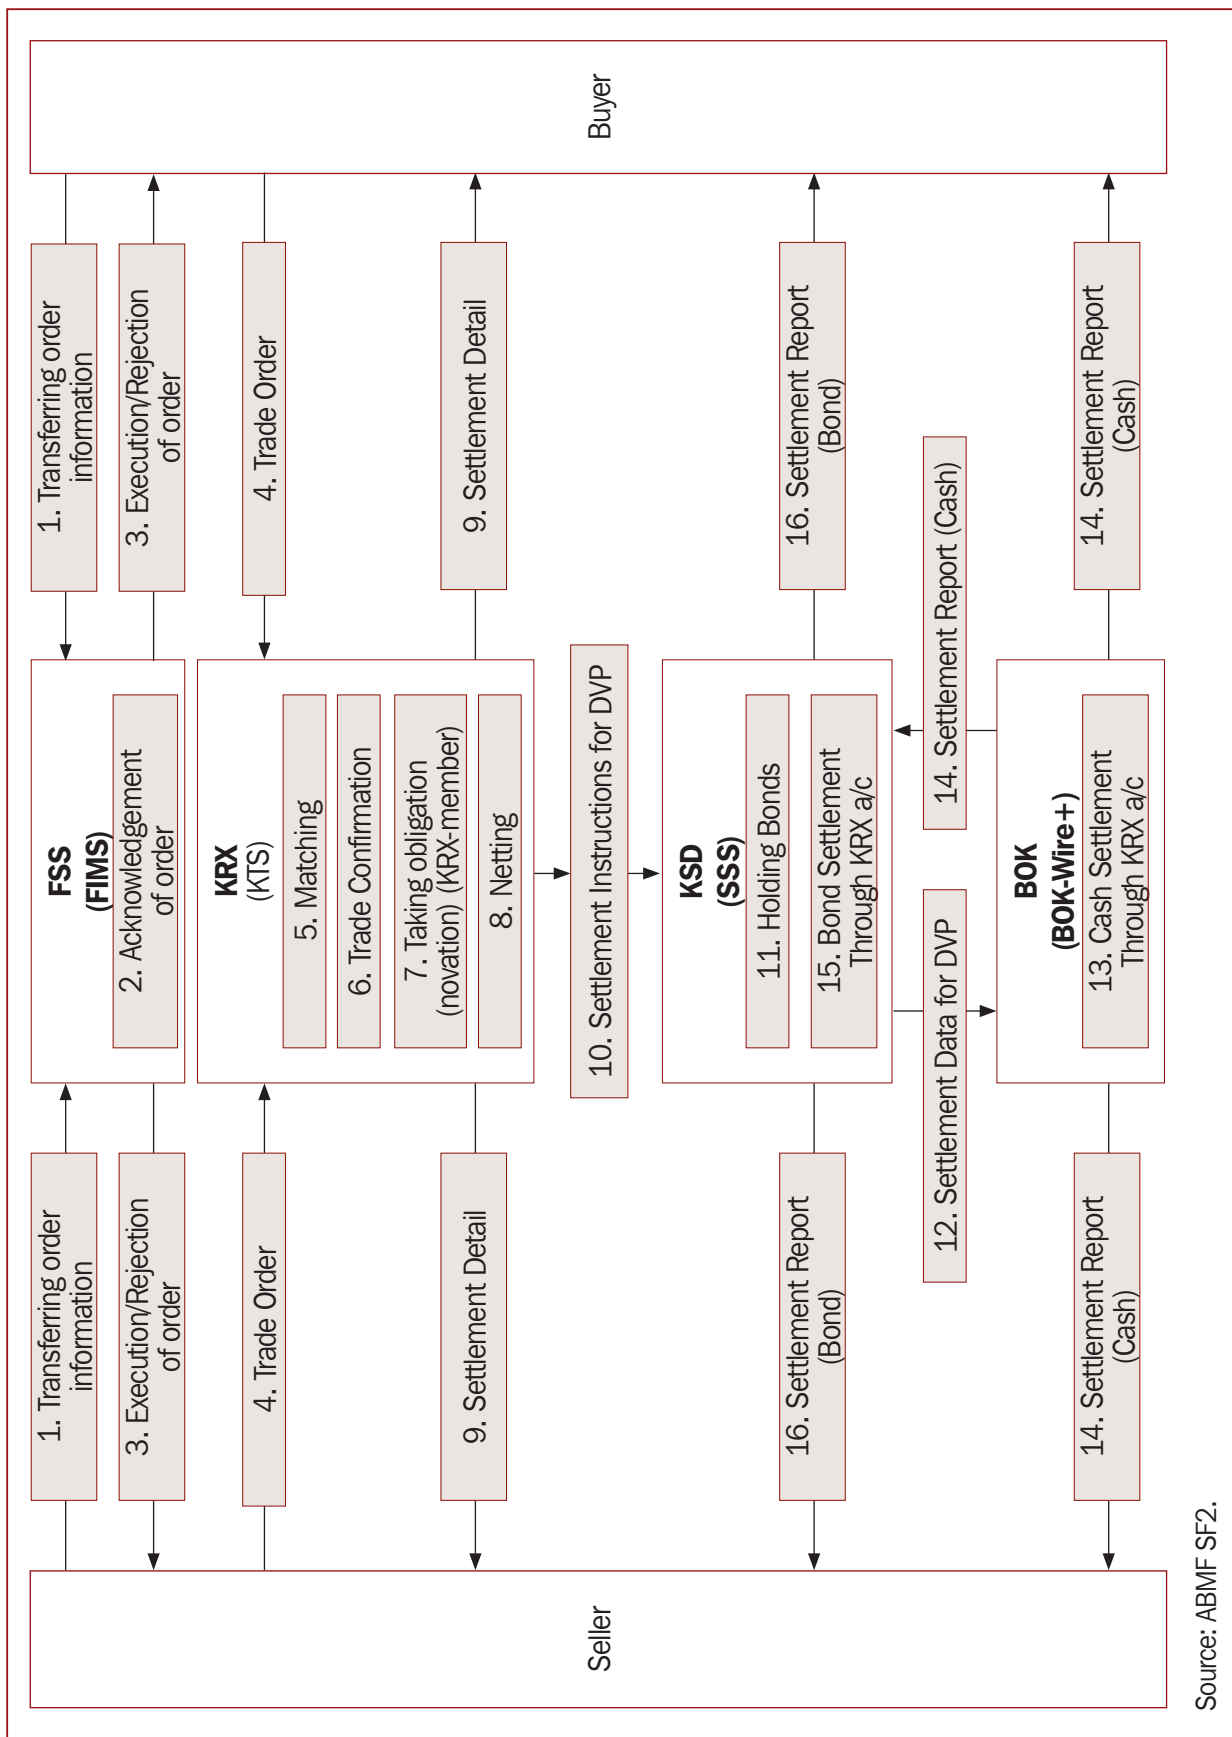 Seller
Buyer
1. Transferring order
information
FSS
(FIMS)
2. Acknowledgement
of order
1. Transferring order
information
3. Execution/Rejection
of order
3. Execution/Rejection
of order
4. Trade Order
KRX
(KTS)
5. Matching
6. Trade Confirmation
7. Taking obligation
(novation) (KRX-member)
8. Netting
4. Trade Order
9. Settlement Detail
9. Settlement Detail
10. Settlement Instructions for DVP
16. Settlement Report
(Bond)
KSD
(SSS)
11. Holding Bonds
15. Bond Settlement
Through KRX a/c
16. Settlement Report
(Bond)
12. Settlement Data for DVP
14. Settlement Report (Cash)
14. Settlement Report
(Cash)
BOK
(BOK-Wire+)
13. Cash Settlement
Through KRX a/c
14. Settlement Report
(Cash)
Source: ABMF SF2.